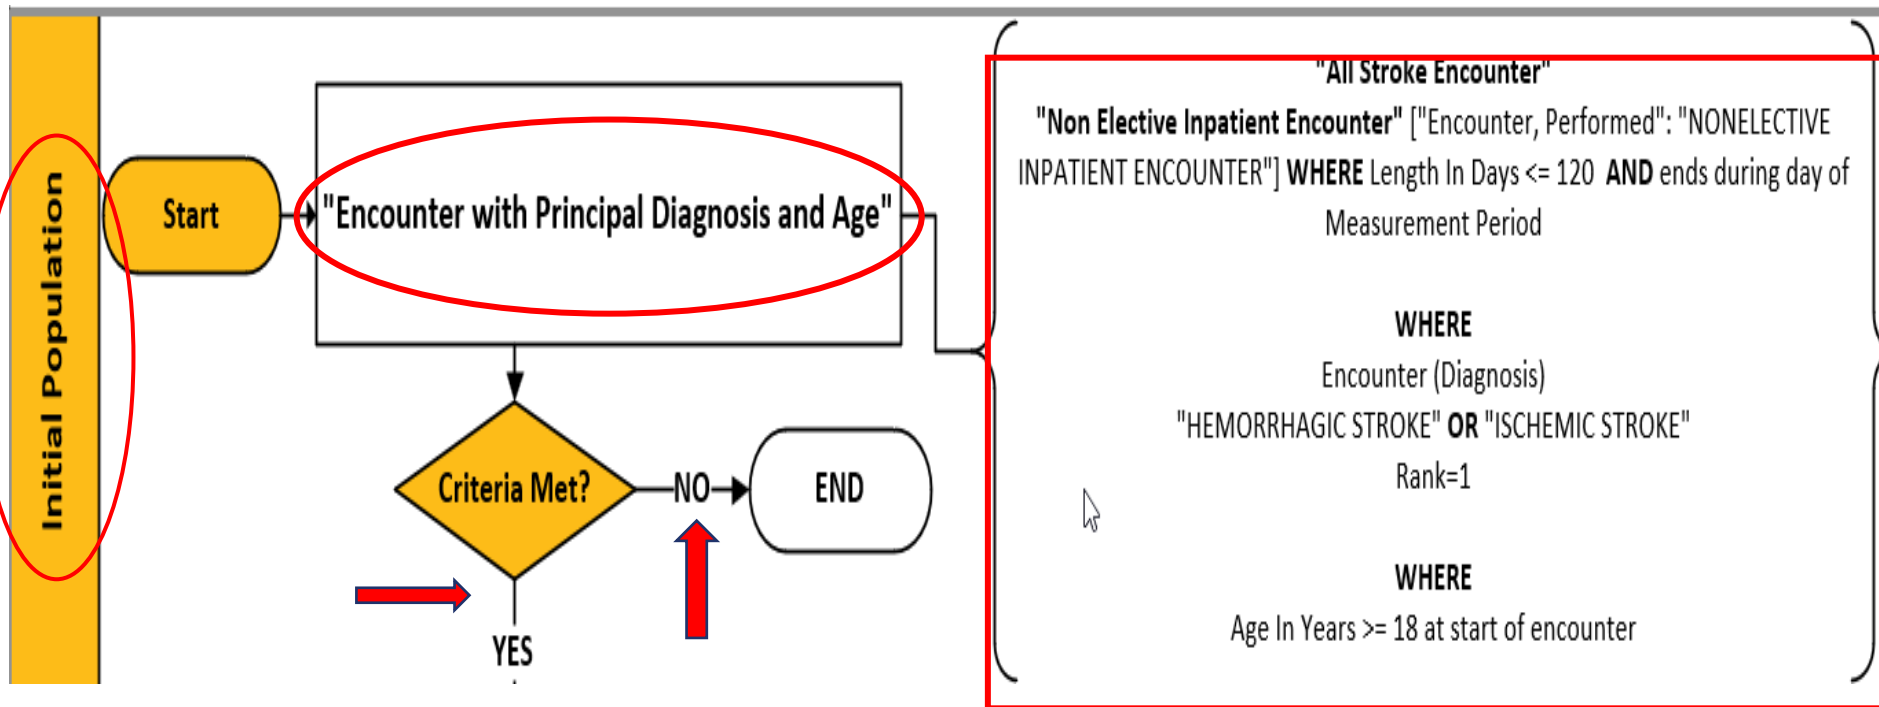 Initial Population
Start
"Encounter with Principal Diagnosis and Age"
Criteria Met?
NO
END
YES
"All Stroke Encounter"
"Non Elective Inpatient Encounter" ["Encounter, Performed": "NONELECTIVE
INPATIENT ENCOUNTER"] WHERE Length In Days <= 120 AND ends during day of
Measurement Period
WHERE
Encounter (Diagnosis)
"HEMORRHAGIC STROKE" OR "ISCHEMIC STROKE"
Rank=1
WHERE
Age In Years >= 18 at start of encounter